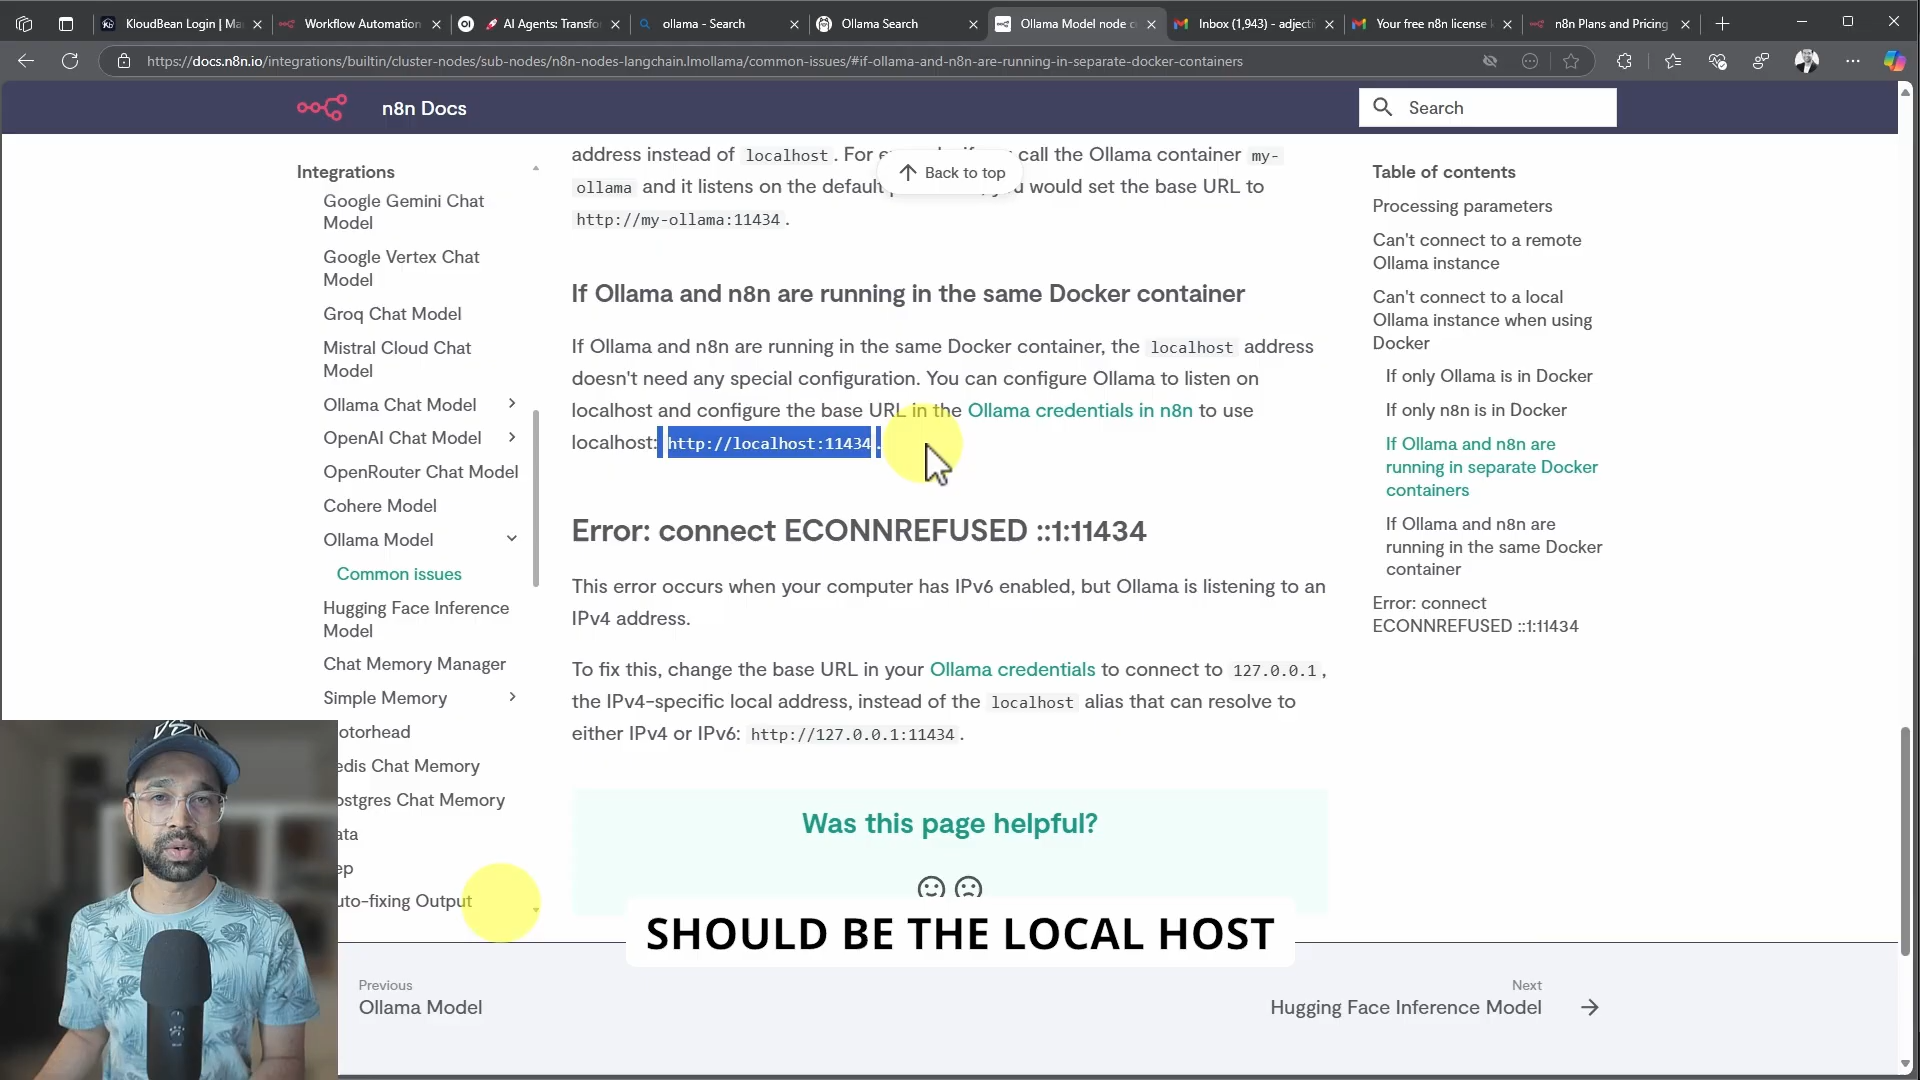 KloudBean Login | Ma
Workflow Automation
AI Agents: Transfo
ollama - Search
Ollama Search
Ollama Model node c
Inbox (1,943) - adjecti
Your free n8n license
n8n Plans and Pricing
https://docs.n8n.io/integrations/builtin/cluster-nodes/sub-nodes/n8n-nodes-langchain.lmollama/common-issues/#if-ollama-and-n8n-are-running-in-separate-docker-containers
n8n Docs
Search
Integrations
Google Gemini Chat
Model
Google Vertex Chat
Model
Groq Chat Model
Mistral Cloud Chat
Model
Ollama Chat Model
OpenAI Chat Model
OpenRouter Chat Model
Cohere Model
Ollama Model
Common issues
Hugging Face Inference
Model
Chat Memory Manager
Simple Memory
otorhead
edis Chat Memory
ostgres Chat Memory
ata
ep
uto-fixing Output
address instead of localhost. For call the Ollama container my-
ollama and it listens on the default would set the base URL to
http://my-ollama:11434.
Back to top
If Ollama and n8n are running in the same Docker container
If Ollama and n8n are running in the same Docker container, the localhost address
doesn't need any special configuration. You can configure Ollama to listen on
localhost and configure the base URL in the Ollama credentials in n8n to use
localhost: http://localhost:11434.
Error: connect ECONNREFUSED ::1:11434
This error occurs when your computer has IPv6 enabled, but Ollama is listening to an
IPv4 address.
To fix this, change the base URL in your Ollama credentials to connect to 127.0.0.1,
the IPv4-specific local address, instead of the localhost alias that can resolve to
either IPv4 or IPv6: http://127.0.0.1:11434.
Was this page helpful?
SHOULD BE THE LOCAL HOST
Previous
Ollama Model
Next
Hugging Face Inference Model
Table of contents
Processing parameters
Can't connect to a remote
Ollama instance
Can't connect to a local
Ollama instance when using
Docker
If only Ollama is in Docker
If only n8n is in Docker
If Ollama and n8n are
running in separate Docker
containers
If Ollama and n8n are
running in the same Docker
container
Error: connect
ECONNREFUSED ::1:11434